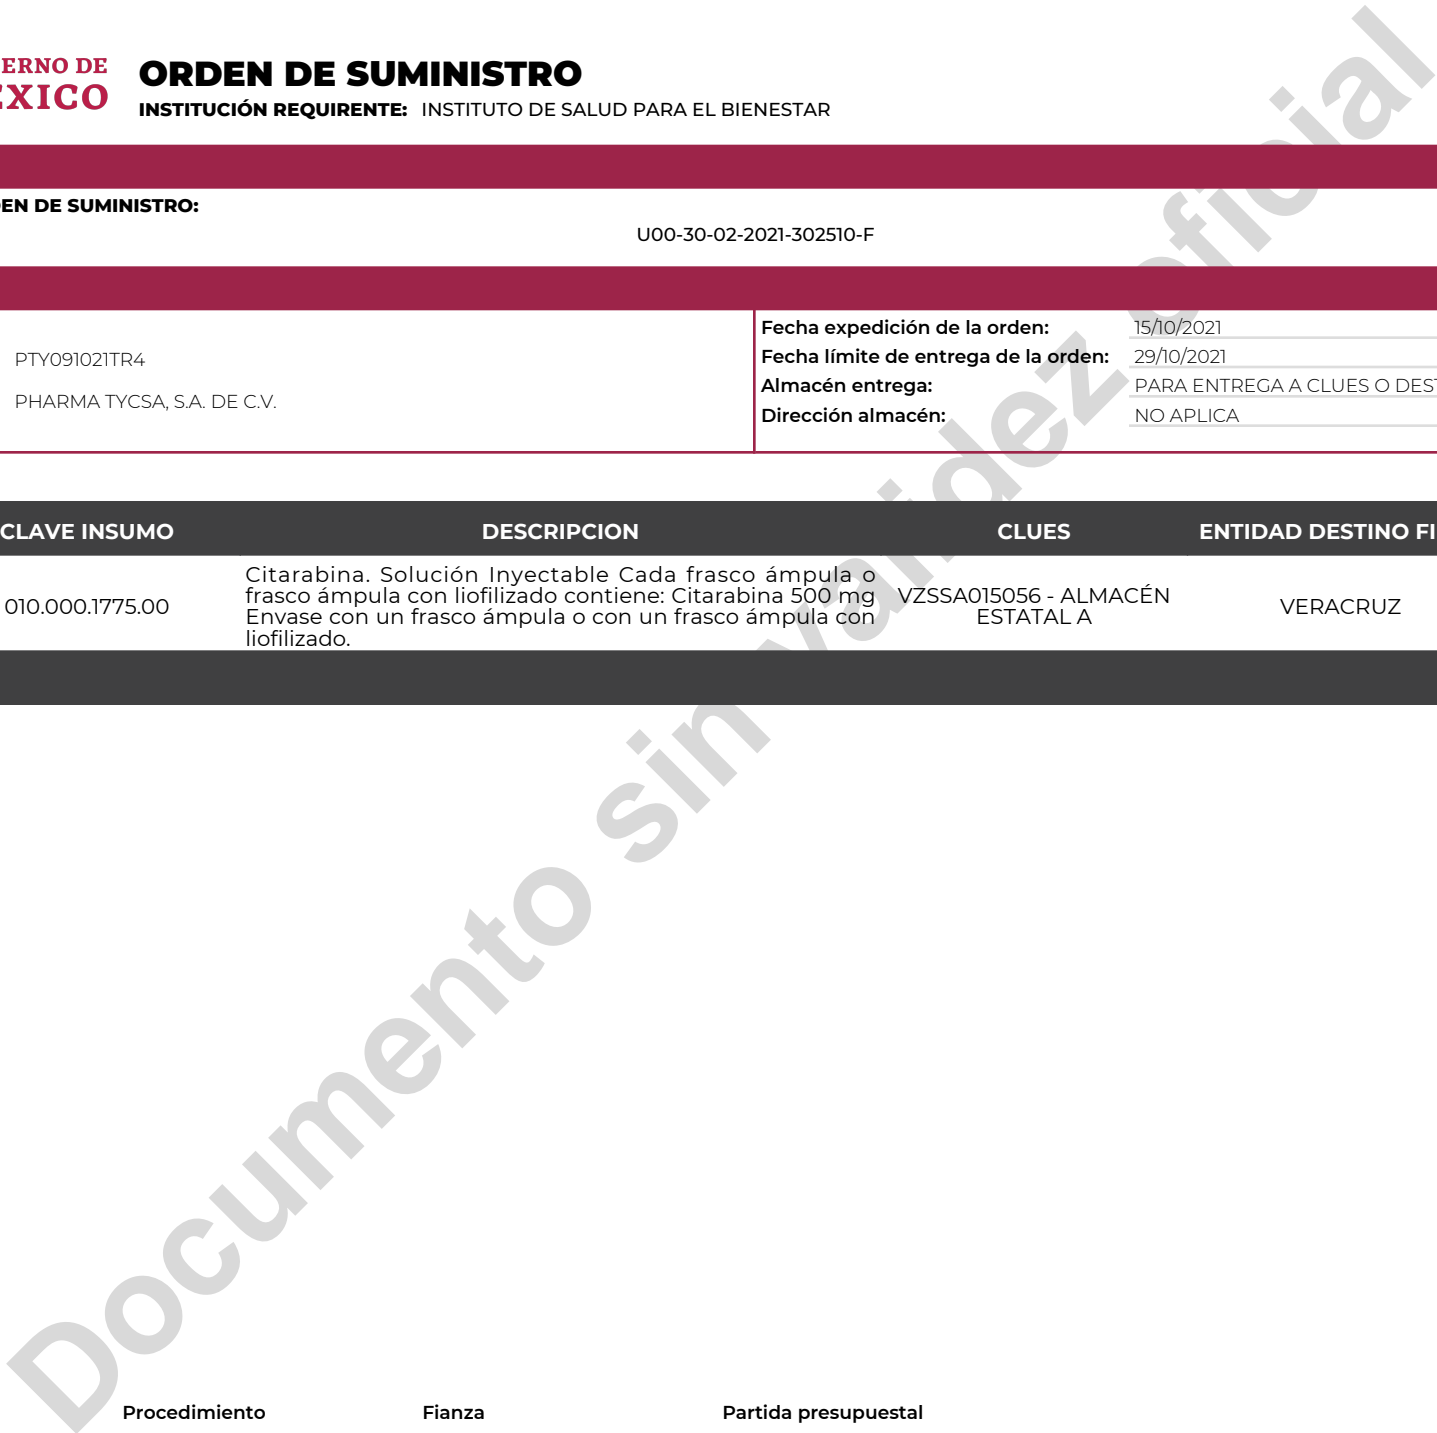 ERNO DE
EXICO
ORDEN DE SUMINISTRO
INSTITUCIÓN REQUIRENTE: INSTITUTO DE SALUD PARA EL BIENESTAR
EN DE SUMINISTRO:
U00-30-02-2021-302510-F
PTY091021TR4
PHARMA TYCSA, S.A. DE C.V.
Fecha expedición de la orden: 15/10/2021
Fecha límite de entrega de la orden: 29/10/2021
Almacén entrega: PARA ENTREGA A CLUES O DEST
Dirección almacén: NO APLICA
CLAVE INSUMO DESCRIPCION CLUES ENTIDAD DESTINO FI
010.000.1775.00
Citarabina. Solución Inyectable Cada frasco ámpula o
frasco ámpula con liofilizado contiene: Citarabina 500 mg
Envase con un frasco ámpula o con un frasco ámpula con
liofilizado.
VZSSA015056 - ALMACÉN
ESTATAL A
VERACRUZ
Documento sin validez oficial
Procedimiento Fianza Partida presupuestal